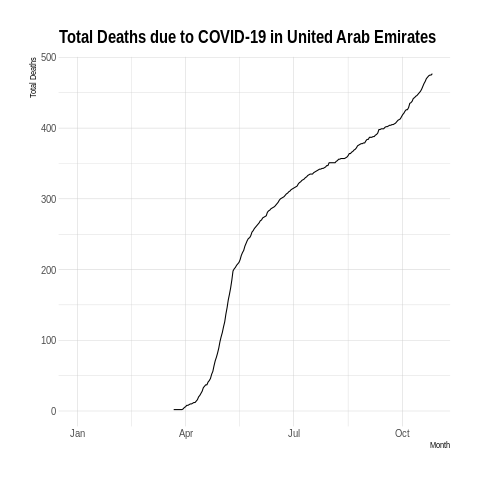 Total Deaths due to COVID-19 in United Arab Emirates
Total Deaths
500
400
300
200
100
0
Jan Apr Jul Oct
Month